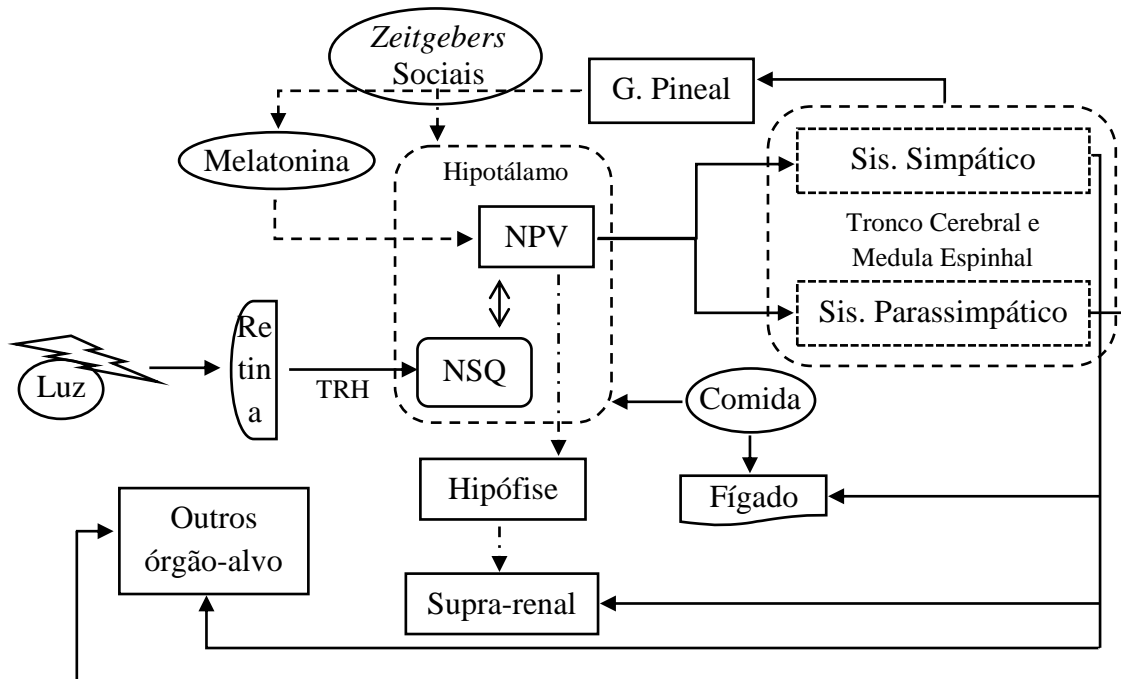 Zeitgebers
Sociais
G. Pineal
Melatonina
Hipotálamo
Sis. Simpático
NPV
Tronco Cerebral e
Medula Espinhal
Sis. Parassimpático
Luz
Re
tin
a
TRH
NSQ
Comida
Hipófise
Fígado
Outros
órgão-alvo
Supra-renal